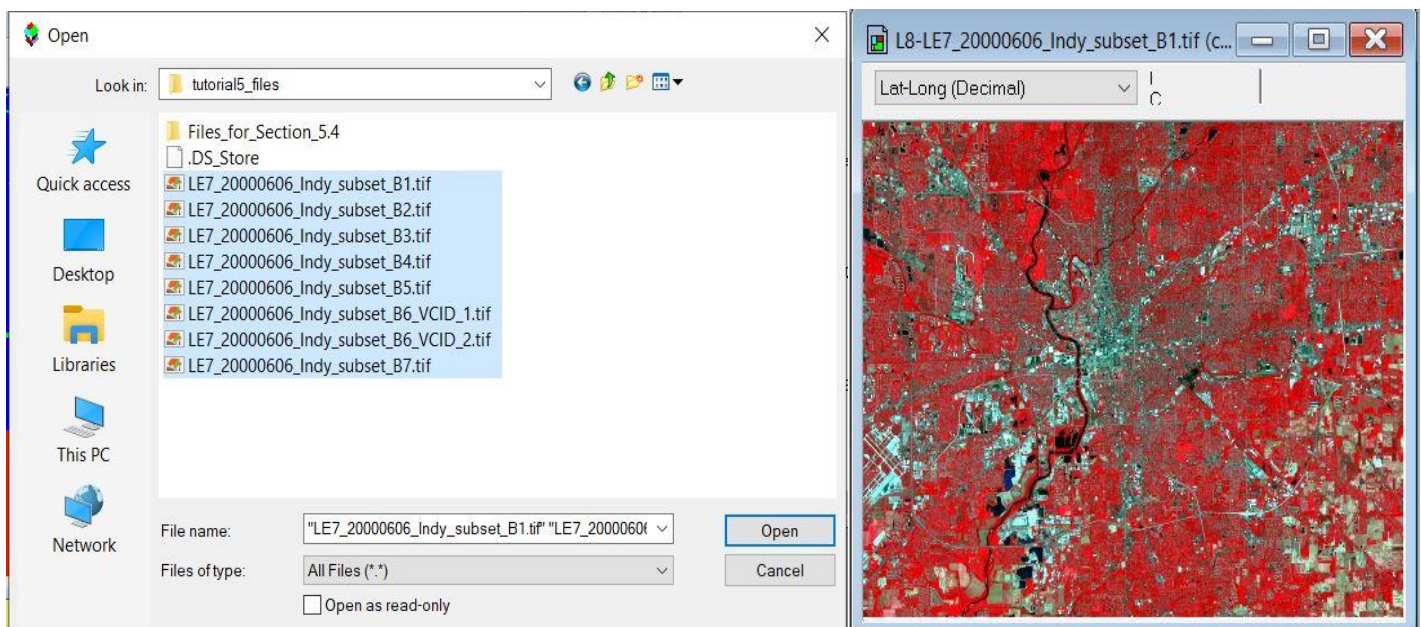 Open
Look in:
tutorial5_files
Files_for_Section_5.4
.DS_Store
LE7_20000606_Indy_subset_B1.tif
LE7_20000606_Indy_subset_B2.tif
LE7_20000606_Indy_subset_B3.tif
LE7_20000606_Indy_subset_B4.tif
LE7_20000606_Indy_subset_B5.tif
LE7_20000606_Indy_subset_B6_VCID_1.tif
LE7_20000606_Indy_subset_B6_VCID_2.tif
LE7_20000606_Indy_subset_B7.tif
Quick access
Desktop
Libraries
This PC
Network
File name:
"LE7_20000606_Indy_subset_B1.tif" "LE7_2000060
Open
Files of type:
All Files (*.*)
Cancel
Open as read-only
L8-LE7_20000606_Indy_subset_B1.tif (c...
Lat-Long (Decimal)